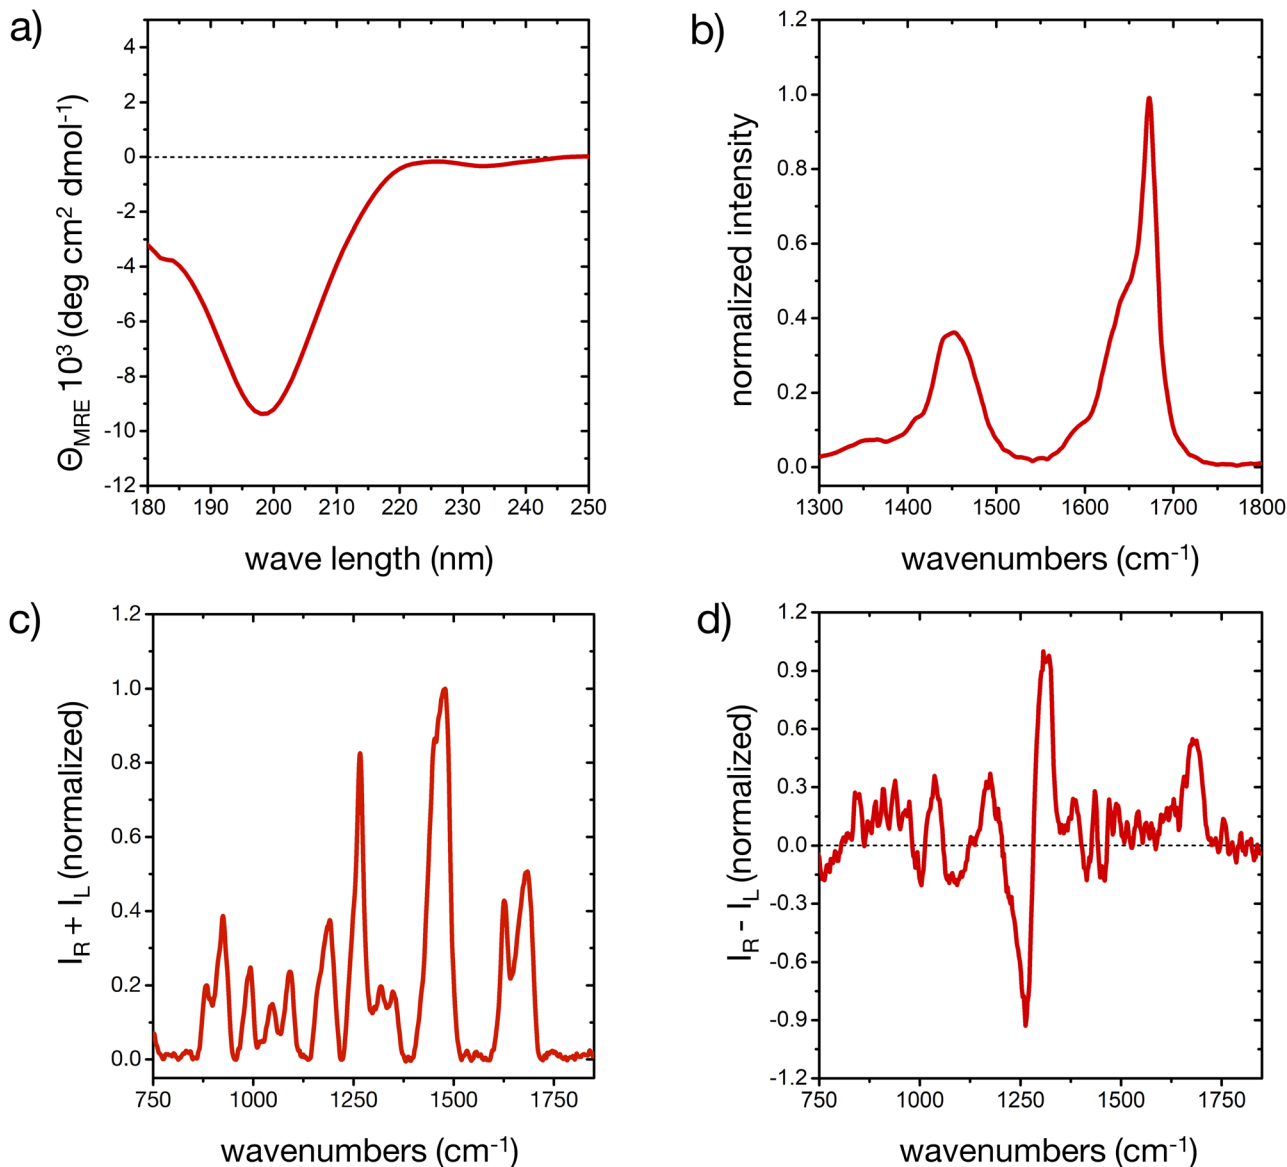 a)
Θ_MRE 10³ (deg cm² dmol⁻¹)
4
2
0
-2
-4
-6
-8
-10
-12
180 190 200 210 220 230 240 250
wave length (nm)
b)
normalized intensity
1.2
1.0
0.8
0.6
0.4
0.2
0.0
1300 1400 1500 1600 1700 1800
wavenumbers (cm⁻¹)
c)
I_R + I_L (normalized)
1.2
1.0
0.8
0.6
0.4
0.2
0.0
750 1000 1250 1500 1750
wavenumbers (cm⁻¹)
d)
I_R - I_L (normalized)
1.2
0.9
0.6
0.3
0.0
-0.3
-0.6
-0.9
-1.2
750 1000 1250 1500 1750
wavenumbers (cm⁻¹)